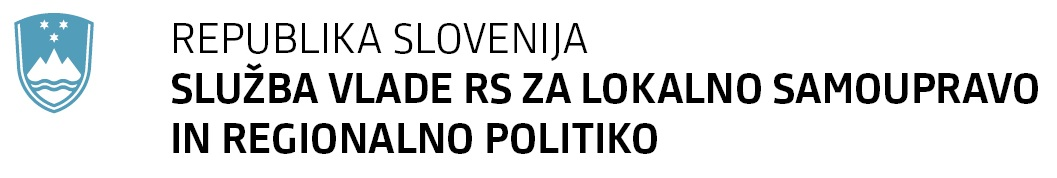 REPUBLIKA SLOVENIJA
SLUŽBA VLADE RS ZA LOKALNO SAMOUPRAVO
IN REGIONALNO POLITIKO